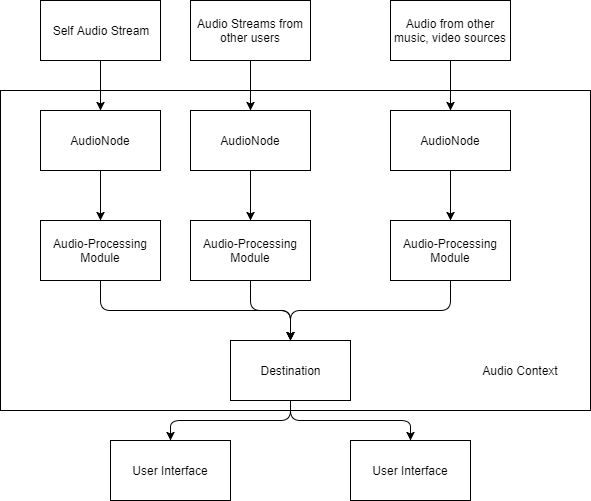 Self Audio Stream
Audio Streams from
other users
Audio from other
music, video sources
AudioNode
AudioNode
AudioNode
Audio-Processing
Module
Audio-Processing
Module
Audio-Processing
Module
Destination
Audio Context
User Interface
User Interface